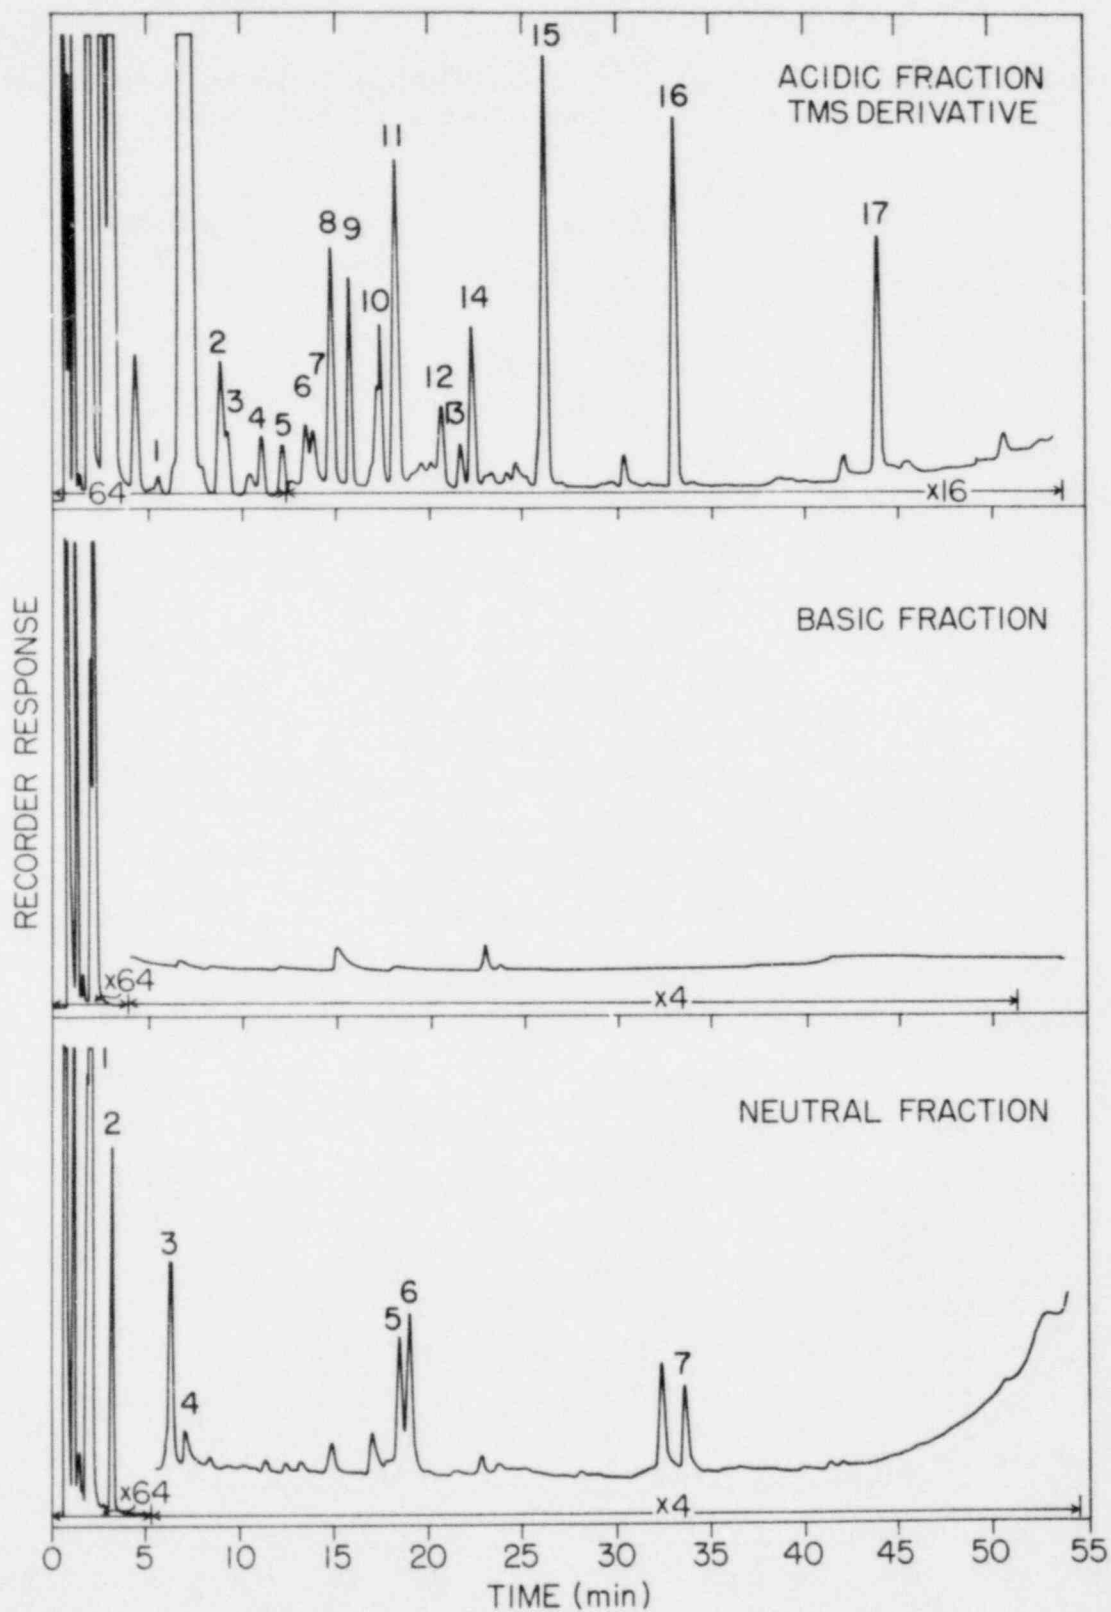 ACIDIC FRACTION
TMS DERIVATIVE
15
16
11
17
8
9
10
14
2
7
3
6
12
13
4
5
1
64
x16
RECORDER RESPONSE
BASIC FRACTION
x64
x4
1
2
NEUTRAL FRACTION
3
6
5
7
4
x64
x4
0 5 10 15 20 25 30 35 40 45 50 55
TIME (min)